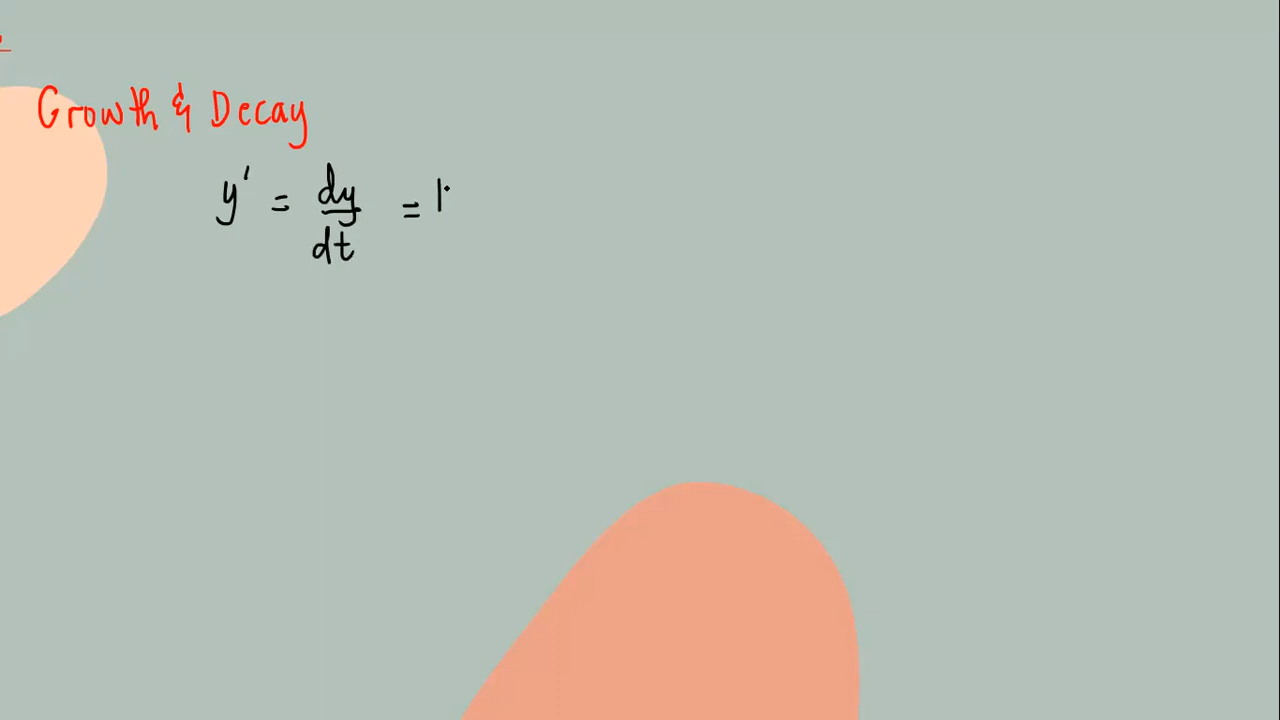 Growth & Decay
y' = dy/dt =